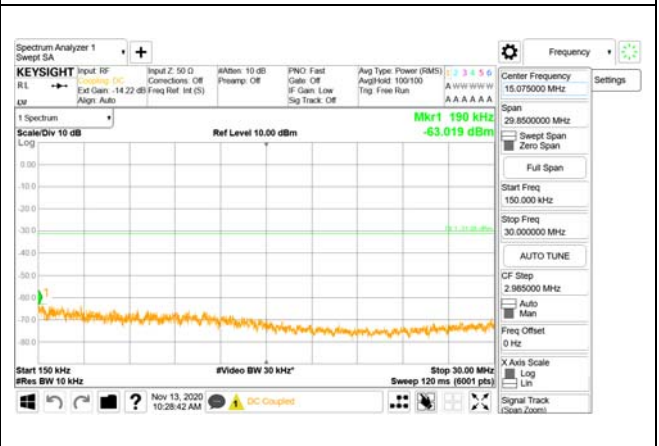 Spectrum Analyzer 1
Swept SA
+
Frequency
KEYSIGHT Input: RF Input Z: 50 Ω #Atten: 10 dB PNO: Fast Avg Type: Power (RMS) 1 2 3 4 5 6
RL Coupling: DC Corrections: Off Preamp: Off Gate: Off Avg|Hold: 100/100 A W W W W W
Ext Gain: -14.22 dB Freq Ref: Int (S) IF Gain: Low Trig: Free Run
Align: Auto Sig Track: Off A A A A A A
1 Spectrum
Mkr1 190 kHz
Scale/Div 10 dB Ref Level 10.00 dBm -63.019 dBm
Log
0.00
-10.0
-20.0
-30.0
-40.0
-50.0
-60.0
1
-70.0
-80.0
Start 150 kHz #Video BW 30 kHz* Stop 30.00 MHz
#Res BW 10 kHz Sweep 120 ms (6001 pts)
Nov 13, 2020
10:28:42 AM
? 1 DC Coupled
Center Frequency
15.075000 MHz
Settings
Span
29.8500000 MHz
Swept Span
Zero Span
Full Span
Start Freq
150.000 kHz
Stop Freq
30.000000 MHz
AUTO TUNE
CF Step
2.985000 MHz
Auto
Man
Freq Offset
0 Hz
X Axis Scale
Log
Lin
Signal Track
(Span Zoom)